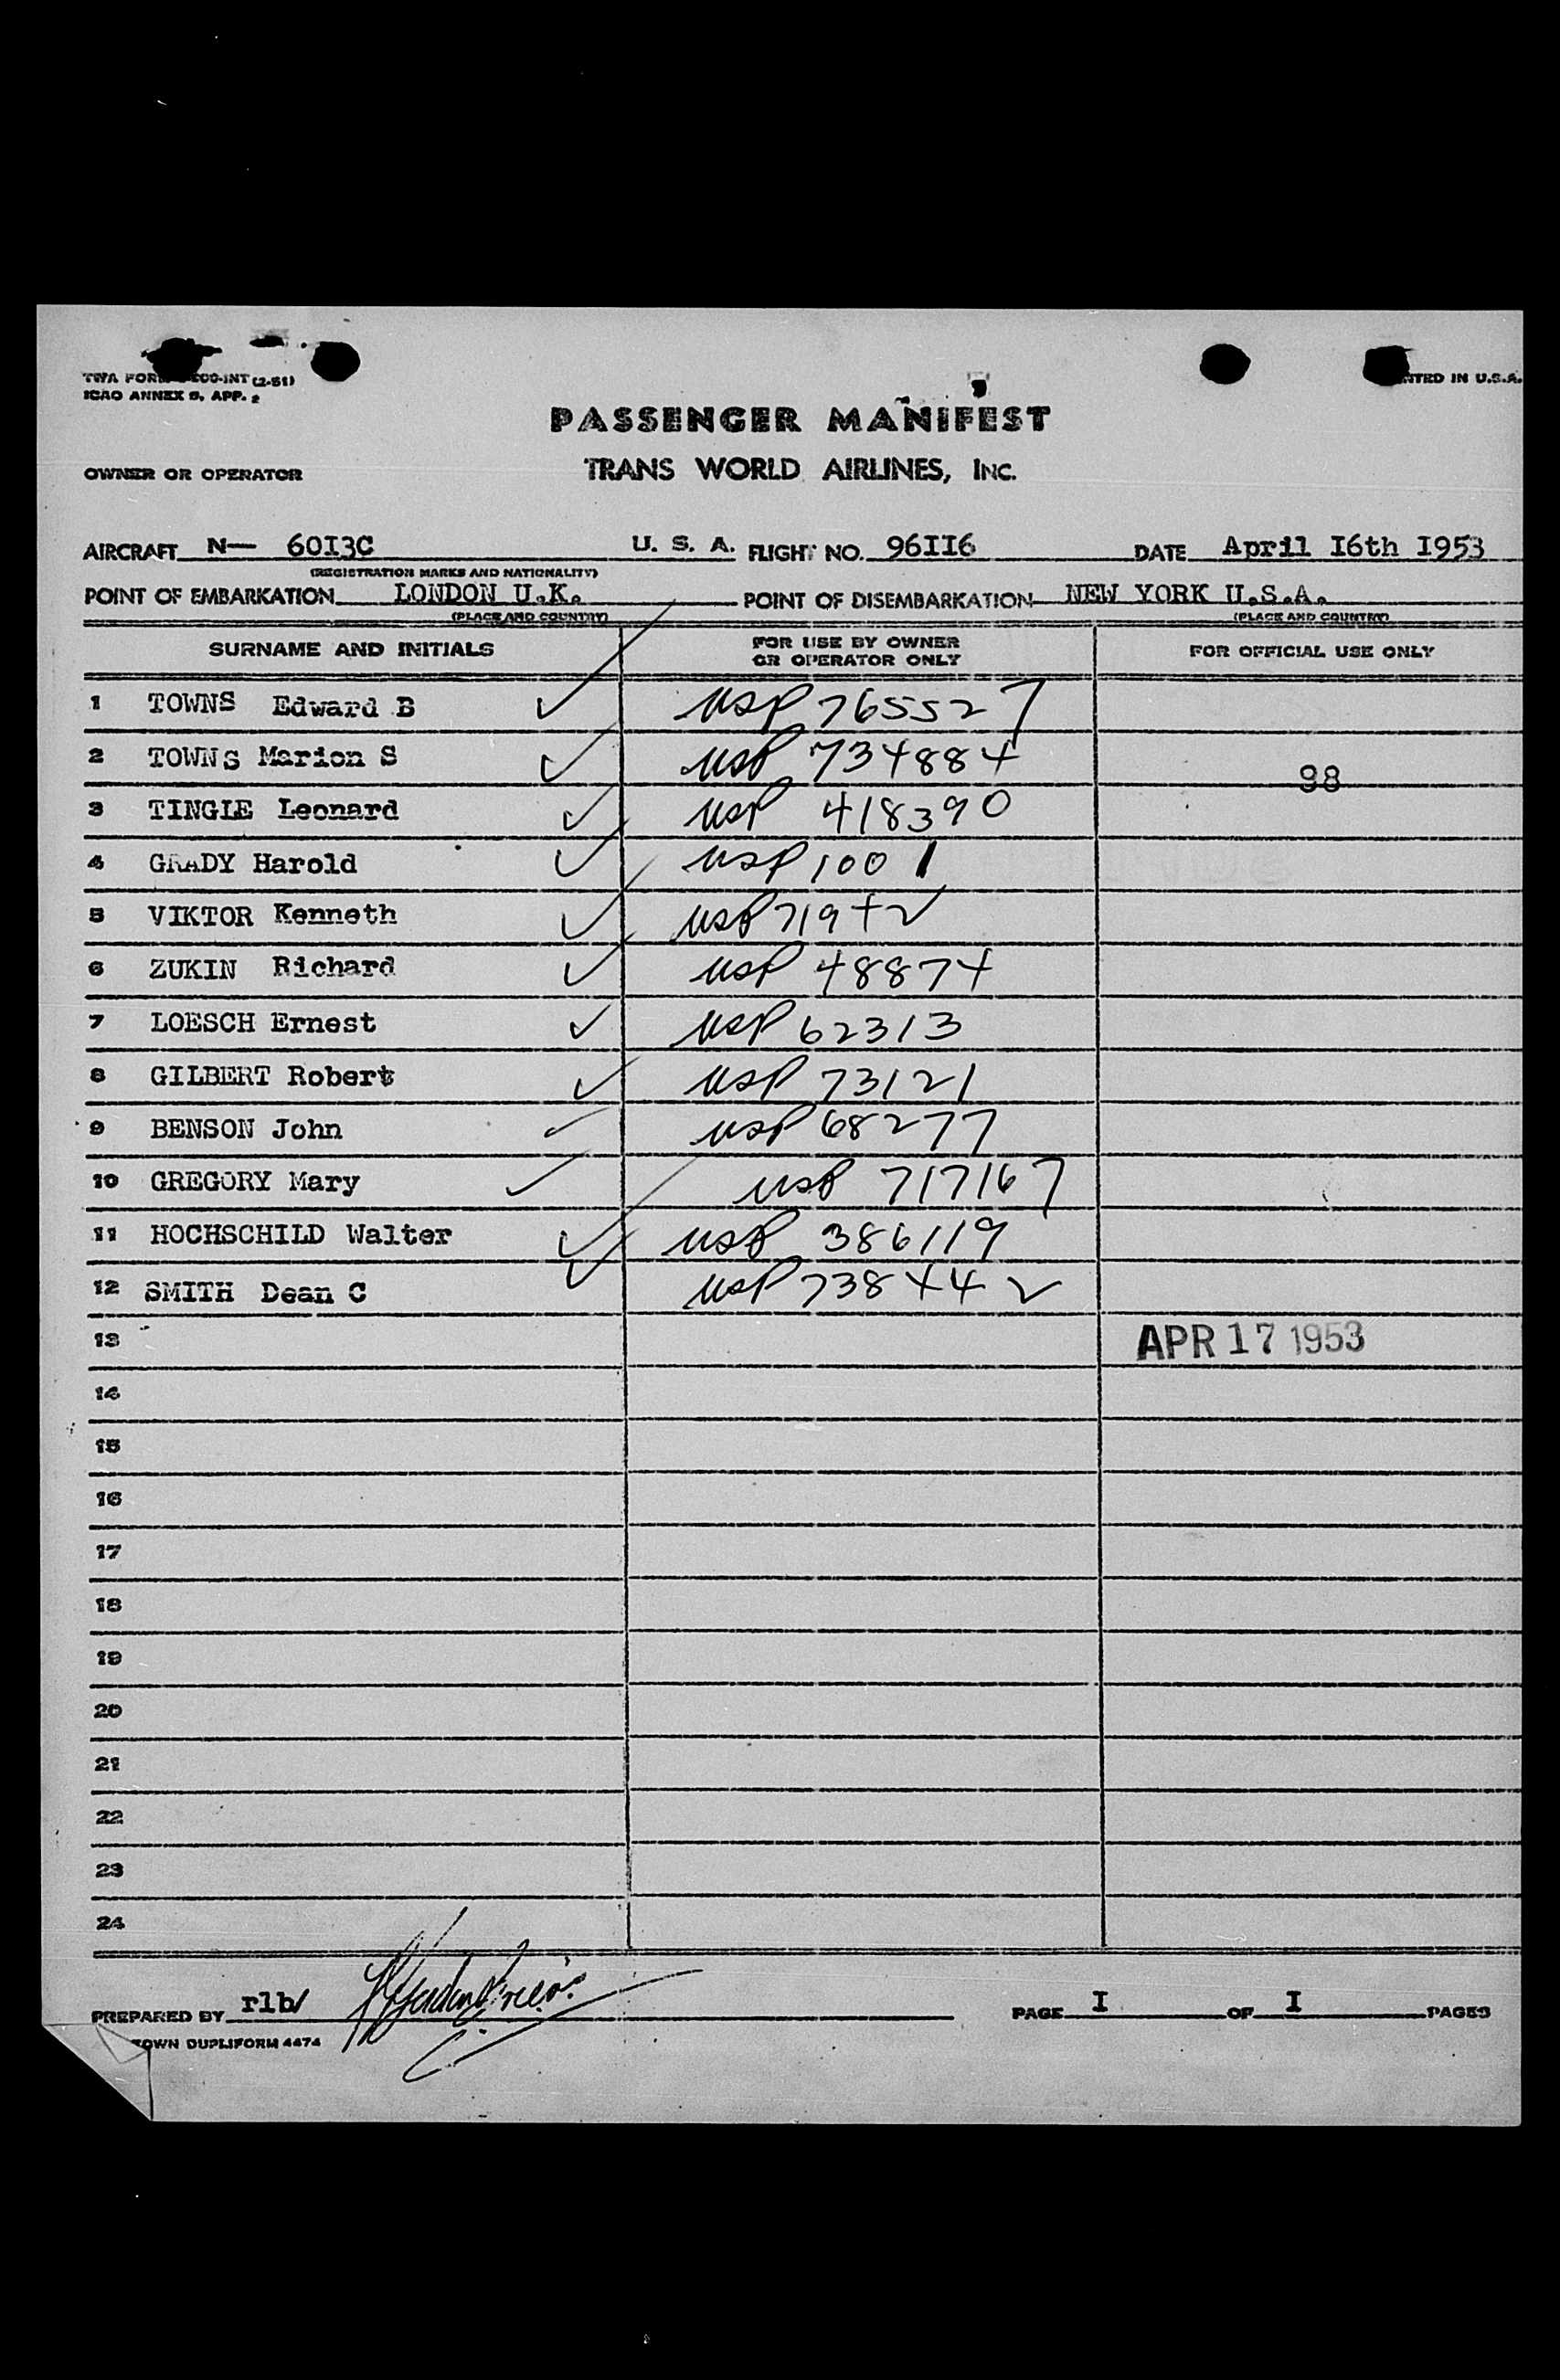 TWA FORM INT (2-51)
ICAO ANNEX 9, APP. 2
IN U.S.A.
PASSENGER MANIFEST
OWNER OR OPERATOR TRANS WORLD AIRLINES, INC.
AIRCRAFT N— 60I3C U. S. A. FLIGHT NO. 96II6 DATE April I6th I953
(REGISTRATION MARKS AND NATIONALITY)
POINT OF EMBARKATION LONDON U.K. POINT OF DISEMBARKATION NEW YORK U.S.A.
(PLACE AND COUNTRY) (PLACE AND COUNTRY)
SURNAME AND INITIALS FOR USE BY OWNER OR OPERATOR ONLY FOR OFFICIAL USE ONLY
1 TOWNS Edward B ✓ USP 765527
2 TOWNS Marion S ✓ USP 734884 98
3 TINGLE Leonard ✓ USP 418390
4 GRADY Harold ✓ USP 1001
5 VIKTOR Kenneth ✓ USP 71942
6 ZUKIN Richard ✓ USP 48874
7 LOESCH Ernest ✓ USP 62313
8 GILBERT Robert ✓ USP 73121
9 BENSON John ✓ USP 68277
10 GREGORY Mary ✓ USP 717167
11 HOCHSCHILD Walter ✓ USP 386119
12 SMITH Dean C ✓ USP 738442
13 APR 17 1953
14
15
16
17
18
19
20
21
22
23
24
PREPARED BY rlb/ PAGE I OF I PAGES
TOWN DUPLIFORM 4474